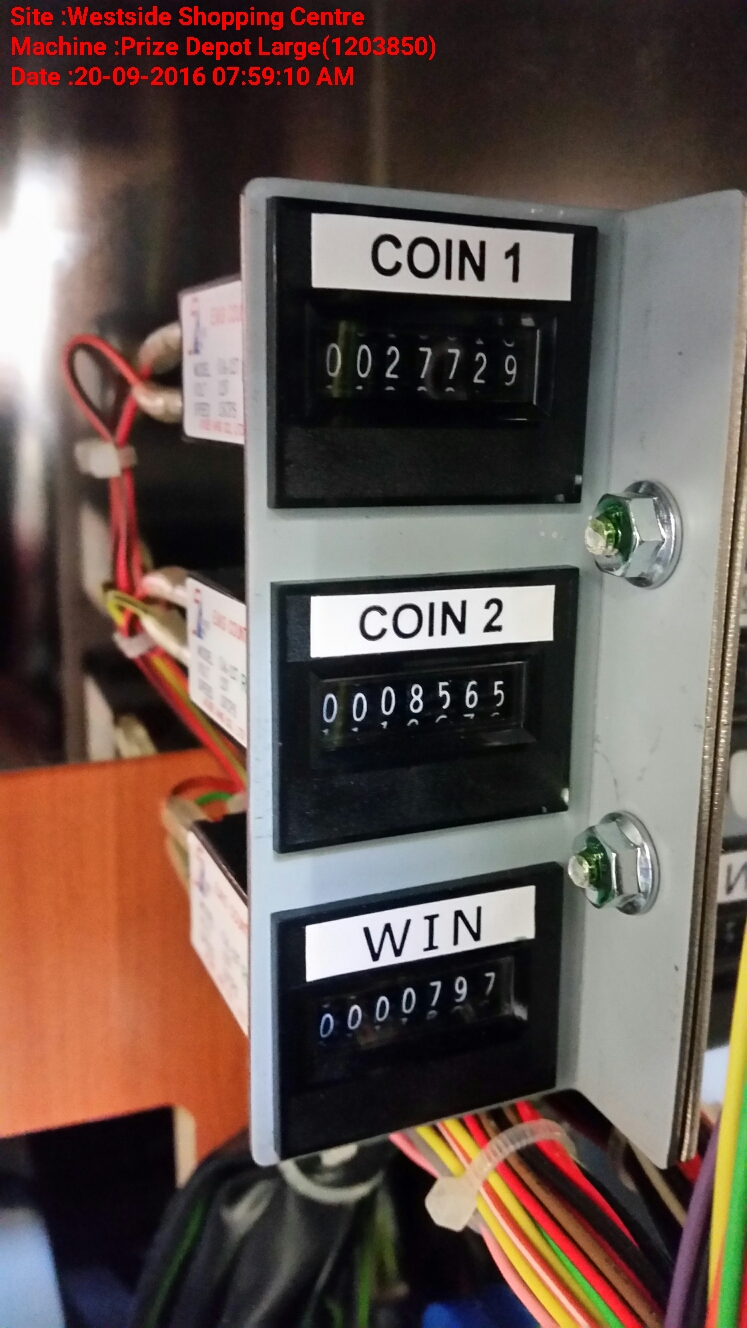 Site :Westside Shopping Centre
Machine :Prize Depot Large(1203850)
Date :20-09-2016 07:59:10 AM
COIN 1
0027729
COIN 2
0008565
WIN
0000797